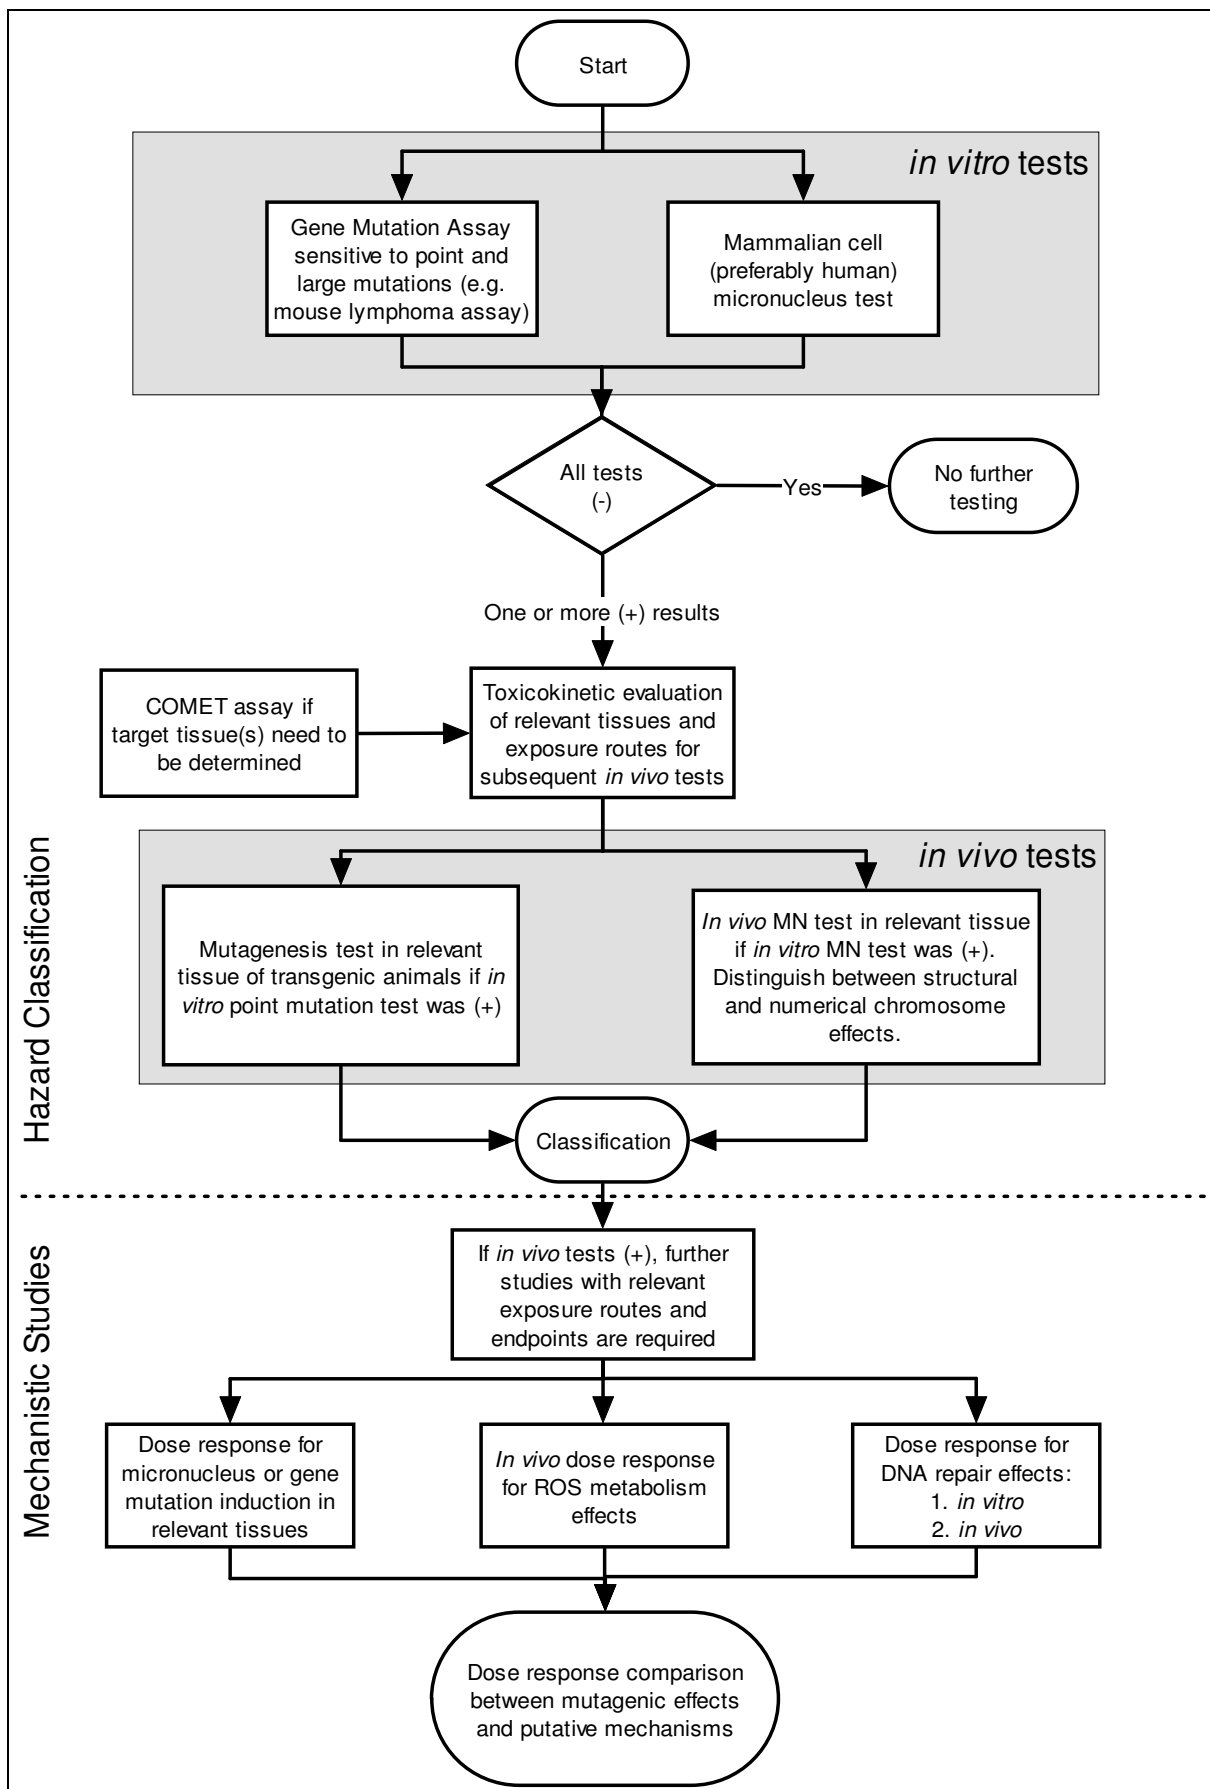 Start
in vitro tests
Gene Mutation Assay
sensitive to point and
large mutations (e.g.
mouse lymphoma assay)
Mammalian cell
(preferably human)
micronucleus test
All tests
(-)
Yes
No further
testing
One or more (+) results
COMET assay if
target tissue(s) need to
be determined
Toxicokinetic evaluation
of relevant tissues and
exposure routes for
subsequent in vivo tests
Hazard Classification
in vivo tests
Mutagenesis test in relevant
tissue of transgenic animals if in
vitro point mutation test was (+)
In vivo MN test in relevant tissue
if in vitro MN test was (+).
Distinguish between structural
and numerical chromosome
effects.
Classification
Mechanistic Studies
If in vivo tests (+), further
studies with relevant
exposure routes and
endpoints are required
Dose response for
micronucleus or gene
mutation induction in
relevant tissues
In vivo dose response
for ROS metabolism
effects
Dose response for
DNA repair effects:
1. in vitro
2. in vivo
Dose response comparison
between mutagenic effects
and putative mechanisms